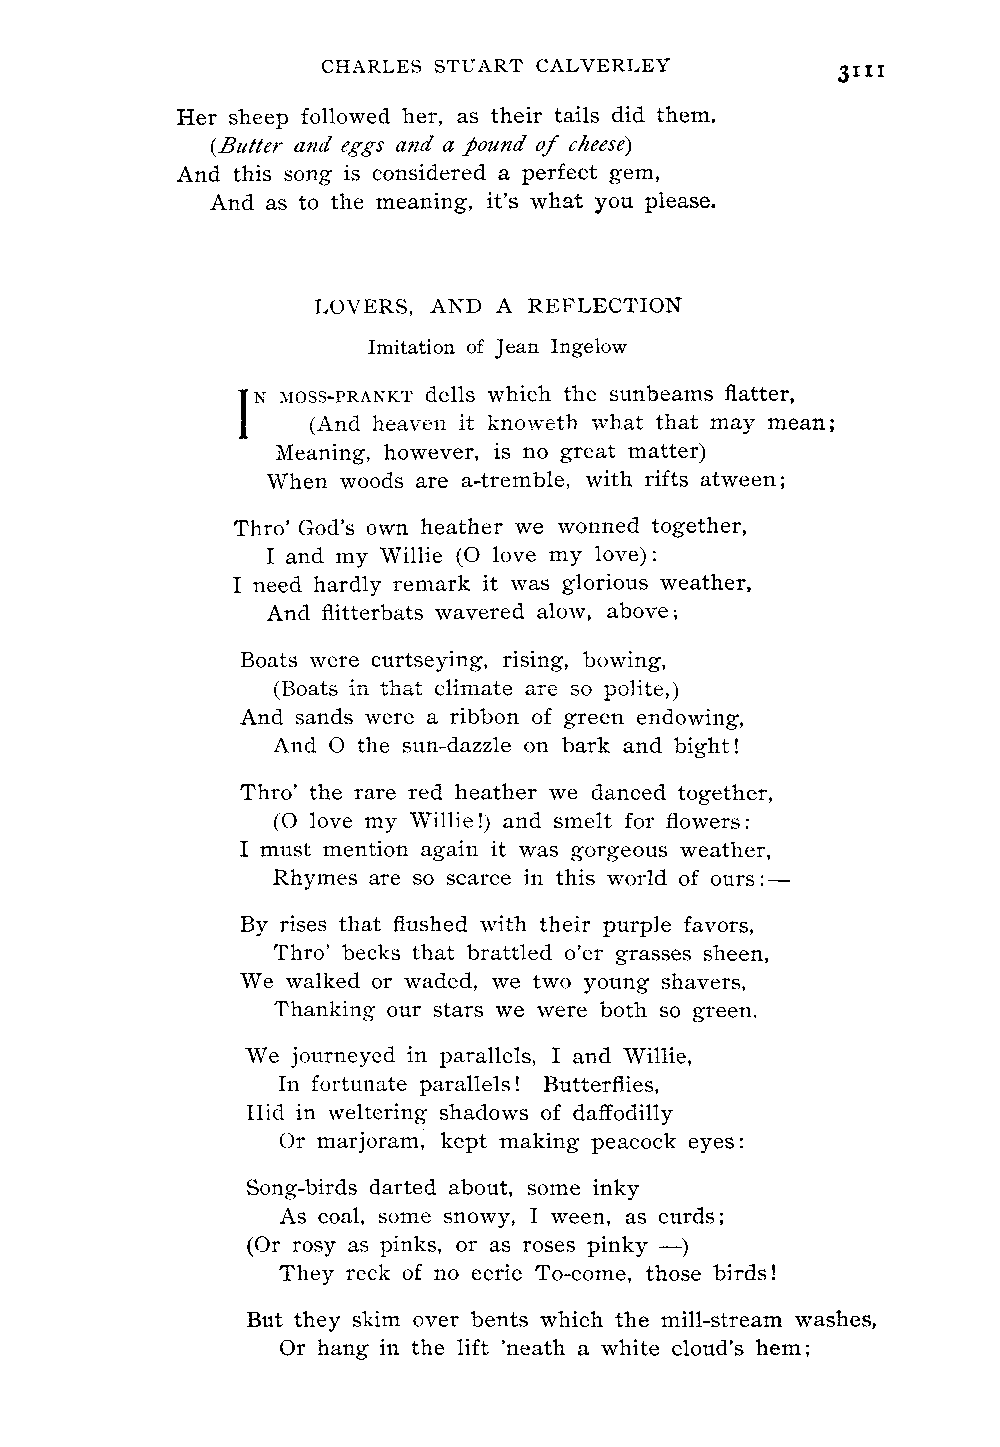 CHARLES STUART CALVERLEY 3111
Her sheep followed her, as their tails did them.
(Butter and eggs and a pound of cheese)
And this song is considered a perfect gem,
And as to the meaning, it's what you please.
LOVERS, AND A REFLECTION
Imitation of Jean Ingelow
IN MOSS-PRANKT dells which the sunbeams flatter,
(And heaven it knoweth what that may mean;
Meaning, however, is no great matter)
When woods are a-tremble, with rifts atween;
Thro' God's own heather we wonned together,
I and my Willie (O love my love):
I need hardly remark it was glorious weather,
And flitterbats wavered alow, above;
Boats were curtseying, rising, bowing,
(Boats in that climate are so polite,)
And sands were a ribbon of green endowing,
And O the sun-dazzle on bark and bight!
Thro' the rare red heather we danced together,
(O love my Willie!) and smelt for flowers:
I must mention again it was gorgeous weather,
Rhymes are so scarce in this world of ours:—
By rises that flushed with their purple favors,
Thro' becks that brattled o'er grasses sheen,
We walked or waded, we two young shavers,
Thanking our stars we were both so green.
We journeyed in parallels, I and Willie,
In fortunate parallels! Butterflies,
Hid in weltering shadows of daffodilly
Or marjoram, kept making peacock eyes:
Song-birds darted about, some inky
As coal, some snowy, I ween, as curds;
(Or rosy as pinks, or as roses pinky —)
They reck of no eerie To-come, those birds!
But they skim over bents which the mill-stream washes,
Or hang in the lift 'neath a white cloud's hem;